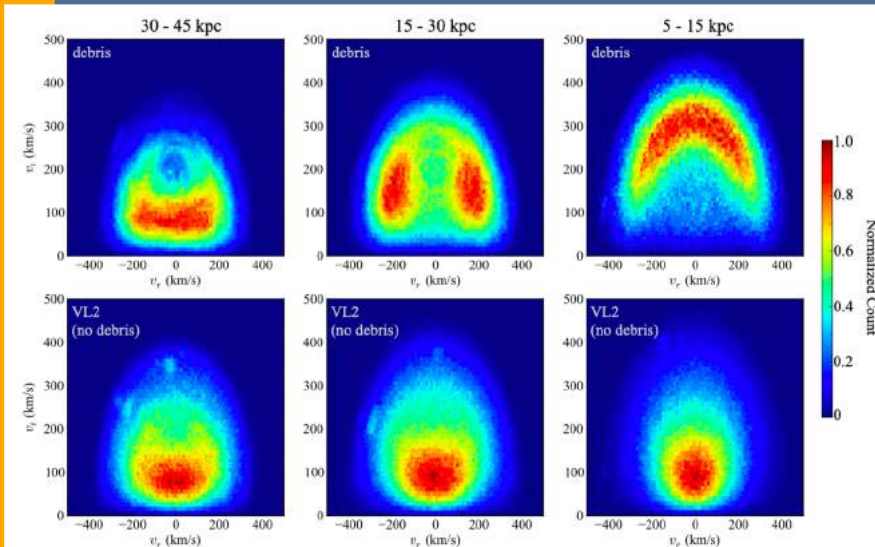 30 - 45 kpc
15 - 30 kpc
5 - 15 kpc
debris
debris
debris
500
400
300
200
100
0
v_t (km/s)
−400 −200 0 200 400
v_r (km/s)
500
400
300
200
100
0
−400 −200 0 200 400
v_r (km/s)
500
400
300
200
100
0
−400 −200 0 200 400
v_r (km/s)
VL2
(no debris)
500
400
300
200
100
0
v_t (km/s)
−400 −200 0 200 400
v_r (km/s)
VL2
(no debris)
500
400
300
200
100
0
−400 −200 0 200 400
v_r (km/s)
VL2
(no debris)
500
400
300
200
100
0
−400 −200 0 200 400
v_r (km/s)
1.0
0.8
0.6
0.4
0.2
0
Normalized Count